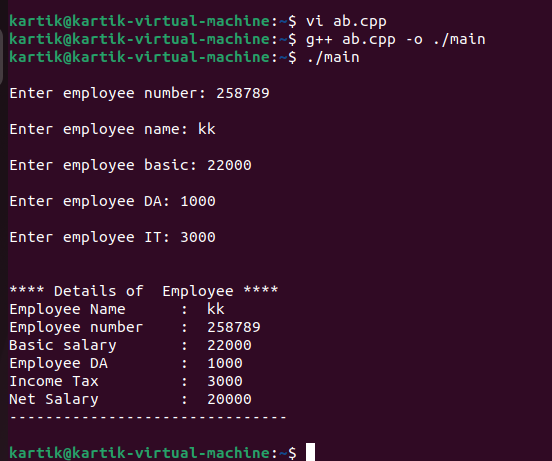 kartik@kartik-virtual-machine:~$ vi ab.cpp
kartik@kartik-virtual-machine:~$ g++ ab.cpp -o ./main
kartik@kartik-virtual-machine:~$ ./main
Enter employee number: 258789
Enter employee name: kk
Enter employee basic: 22000
Enter employee DA: 1000
Enter employee IT: 3000
**** Details of  Employee ****
Employee Name      :  kk
Employee number    :  258789
Basic salary       :  22000
Employee DA        :  1000
Income Tax         :  3000
Net Salary         :  20000
-------------------------------
kartik@kartik-virtual-machine:~$